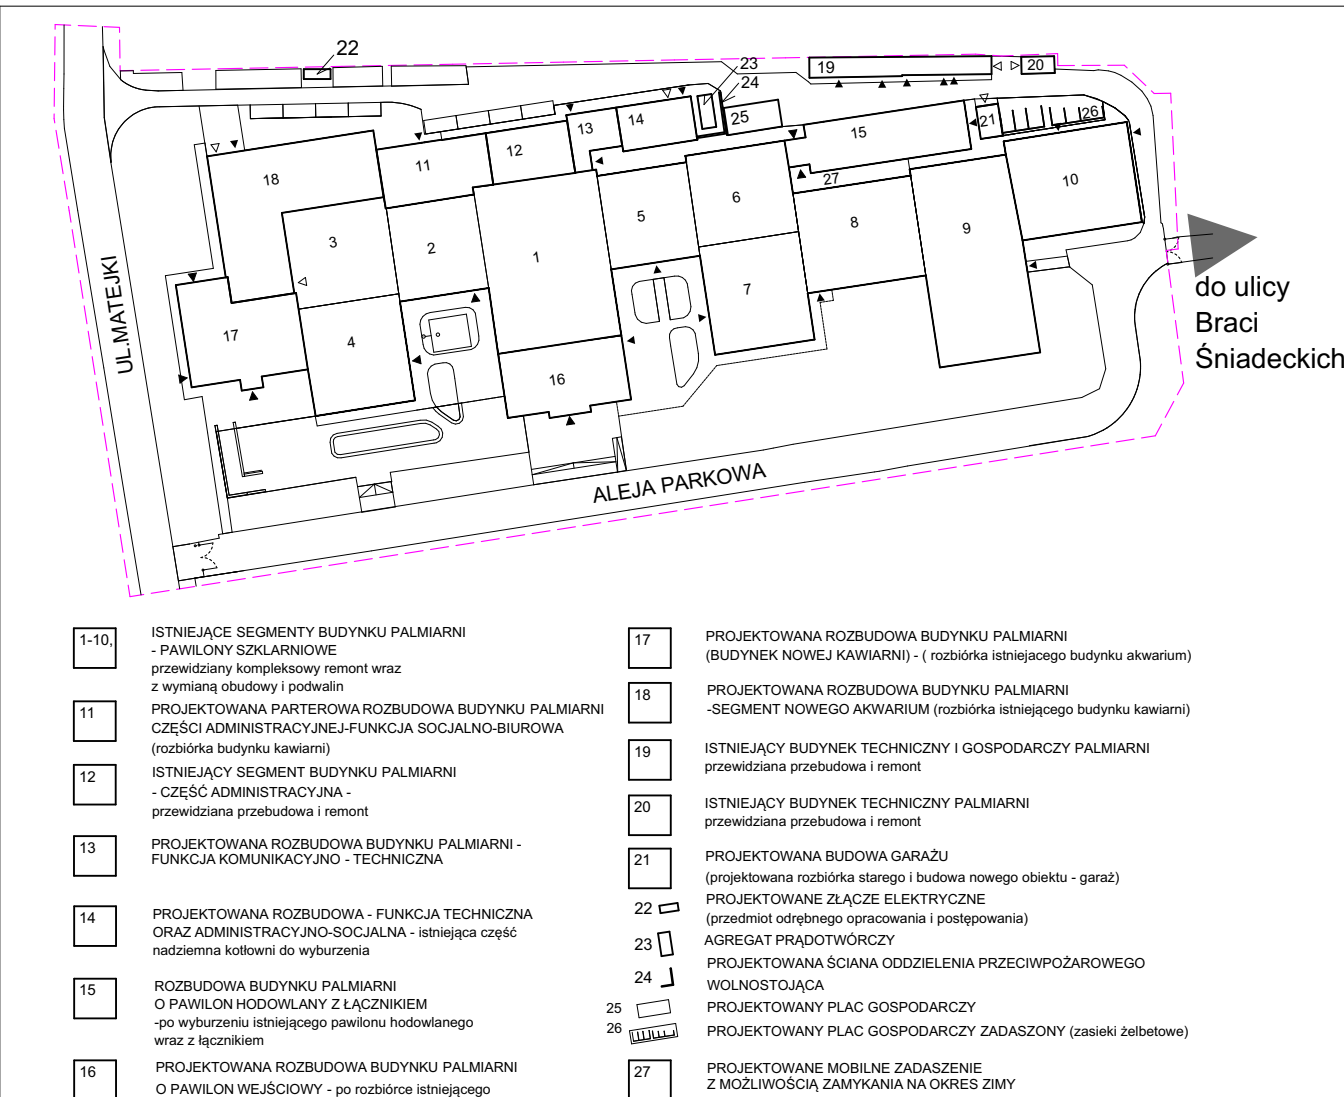 22
23
24
19
20
25
26
21
13
14
15
12
11
18
27
10
6
5
8
9
3
2
1
7
17
4
16
UL.MATEJKI
ALEJA PARKOWA
do ulicy
Braci
Śniadeckich
1-10,
ISTNIEJĄCE SEGMENTY BUDYNKU PALMIARNI
- PAWILONY SZKLARNIOWE
przewidziany kompleksowy remont wraz
z wymianą obudowy i podwalin
11
PROJEKTOWANA PARTEROWA ROZBUDOWA BUDYNKU PALMIARNI
CZĘŚCI ADMINISTRACYJNEJ-FUNKCJA SOCJALNO-BIUROWA
(rozbiórka budynku kawiarni)
12
ISTNIEJĄCY SEGMENT BUDYNKU PALMIARNI
- CZĘŚĆ ADMINISTRACYJNA -
przewidziana przebudowa i remont
13
PROJEKTOWANA ROZBUDOWA BUDYNKU PALMIARNI -
FUNKCJA KOMUNIKACYJNO - TECHNICZNA
14
PROJEKTOWANA ROZBUDOWA - FUNKCJA TECHNICZNA
ORAZ ADMINISTRACYJNO-SOCJALNA - istniejąca część
nadziemna kotłowni do wyburzenia
15
ROZBUDOWA BUDYNKU PALMIARNI
O PAWILON HODOWLANY Z ŁĄCZNIKIEM
-po wyburzeniu istniejącego pawilonu hodowlanego
wraz z łącznikiem
16
PROJEKTOWANA ROZBUDOWA BUDYNKU PALMIARNI
O PAWILON WEJŚCIOWY - po rozbiórce istniejącego
17
PROJEKTOWANA ROZBUDOWA BUDYNKU PALMIARNI
(BUDYNEK NOWEJ KAWIARNI) - ( rozbiórka istniejacego budynku akwarium)
18
PROJEKTOWANA ROZBUDOWA BUDYNKU PALMIARNI
-SEGMENT NOWEGO AKWARIUM (rozbiórka istniejącego budynku kawiarni)
19
ISTNIEJĄCY BUDYNEK TECHNICZNY I GOSPODARCZY PALMIARNI
przewidziana przebudowa i remont
20
ISTNIEJĄCY BUDYNEK TECHNICZNY PALMIARNI
przewidziana przebudowa i remont
21
PROJEKTOWANA BUDOWA GARAŻU
(projektowana rozbiórka starego i budowa nowego obiektu - garaż)
22
PROJEKTOWANE ZŁĄCZE ELEKTRYCZNE
(przedmiot odrębnego opracowania i postępowania)
23
AGREGAT PRĄDOTWÓRCZY
24
PROJEKTOWANA ŚCIANA ODDZIELENIA PRZECIWPOŻAROWEGO
WOLNOSTOJĄCA
25
PROJEKTOWANY PLAC GOSPODARCZY
26
PROJEKTOWANY PLAC GOSPODARCZY ZADASZONY (zasieki żelbetowe)
27
PROJEKTOWANE MOBILNE ZADASZENIE
Z MOŻLIWOŚCIĄ ZAMYKANIA NA OKRES ZIMY